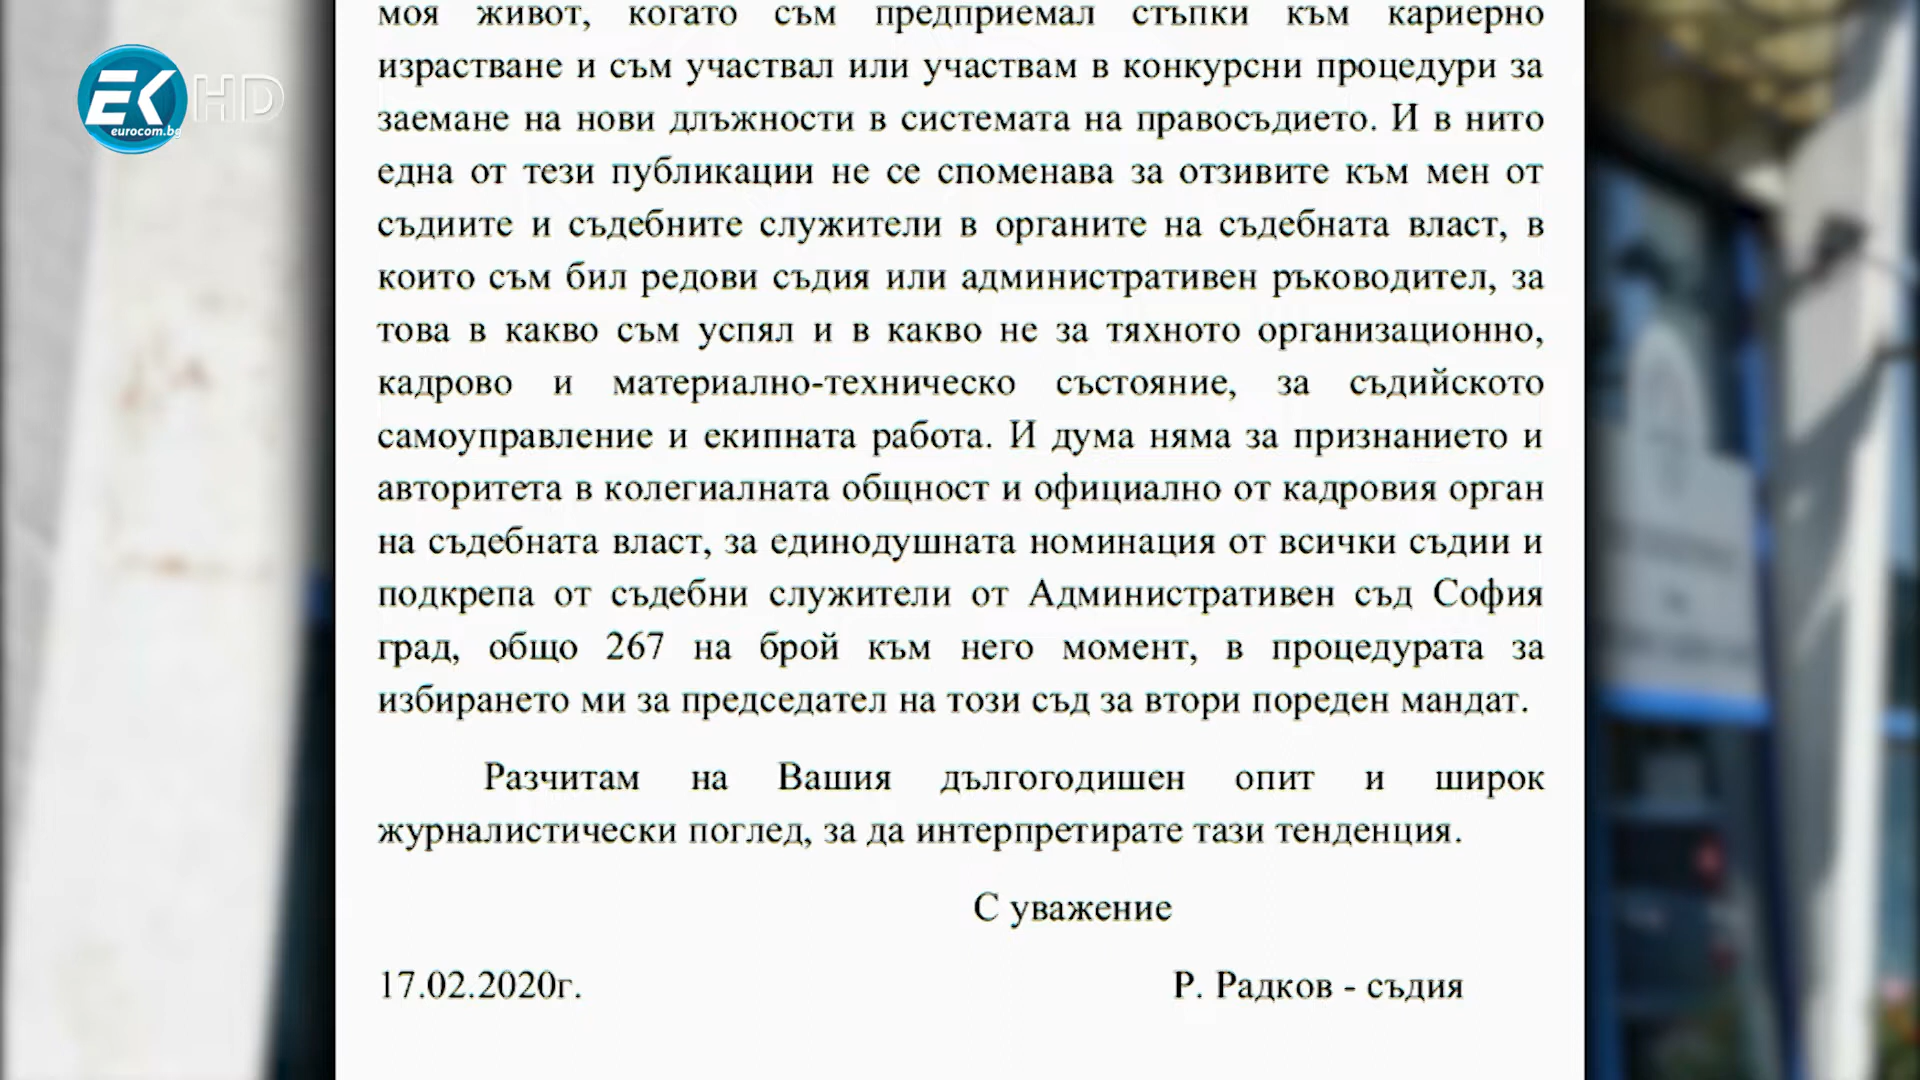 моя живот, когато съм предприемал стъпки към кариерно
израстване и съм участвал или участвам в конкурсни процедури за
заемане на нови длъжности в системата на правосъдието. И в нито
една от тези публикации не се споменава за отзивите към мен от
съдиите и съдебните служители в органите на съдебната власт, в
които съм бил редови съдия или административен ръководител, за
това в какво съм успял и в какво не за тяхното организационно,
кадрово и материално-техническо състояние, за съдийското
самоуправление и екипната работа. И дума няма за признанието и
авторитета в колегиалната общност и официално от кадровия орган
на съдебната власт, за единодушната номинация от всички съдии и
подкрепа от съдебни служители от Административен съд София
град, общо 267 на брой към него момент, в процедурата за
избирането ми за председател на този съд за втори пореден мандат.
Разчитам на Вашия дългогодишен опит и широк
журналистически поглед, за да интерпретирате тази тенденция.
С уважение
17.02.2020г. Р. Радков - съдия
EK HD
eurocom.bg